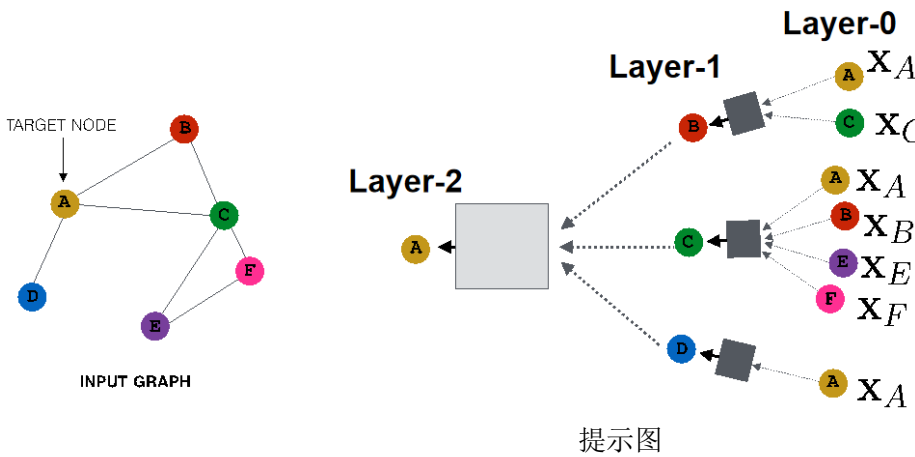 Layer-0
Layer-1
Layer-2
TARGET NODE
A
B
C
D
E
F
INPUT GRAPH
A
B
C
D
A X_A
C X_C
A X_A
B X_B
E X_E
F X_F
A X_A
提示图